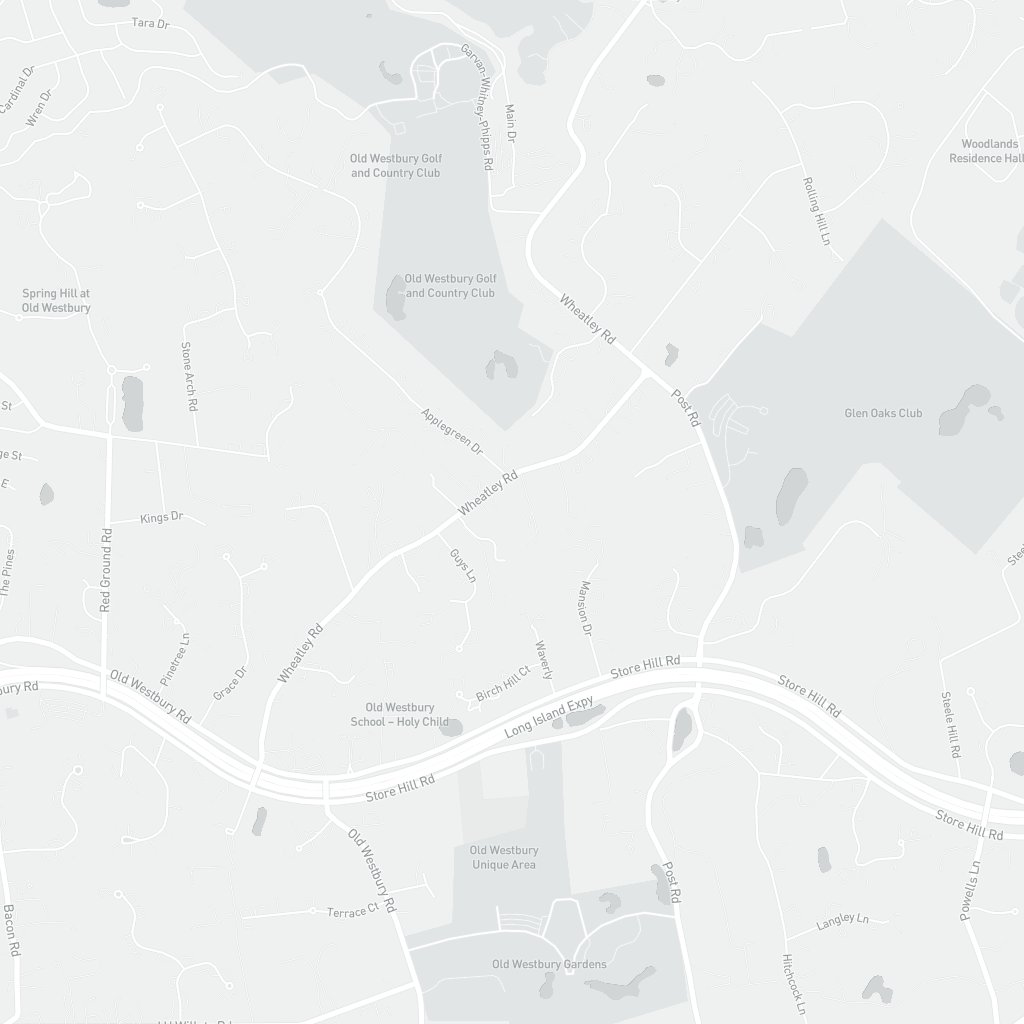 Tara Dr
Cardinal Dr
Wren Dr
Garvan-Whitney-Phipps Rd
Main Dr
Old Westbury Golf
and Country Club
Woodlands
Residence Hall
Rolling Hill Ln
Old Westbury Golf
and Country Club
Spring Hill at
Old Westbury
Wheatley Rd
Stone Arch Rd
Post Rd
Glen Oaks Club
St
Applegreen Dr
ge St
E
Wheatley Rd
Kings Dr
Red Ground Rd
The Pines
Guys Ln
Mansion Dr
Steele
Pinetree Ln
Wheatley Rd
Waverly
Grace Dr
Birch Hill Ct
Store Hill Rd
Old Westbury Rd
bury Rd
Store Hill Rd
Old Westbury
School – Holy Child
Long Island Expy
Steele Hill Rd
Store Hill Rd
Store Hill Rd
Old Westbury Rd
Old Westbury
Unique Area
Post Rd
Powells Ln
Terrace Ct
Langley Ln
Bacon Rd
Old Westbury Gardens
Hitchcock Ln